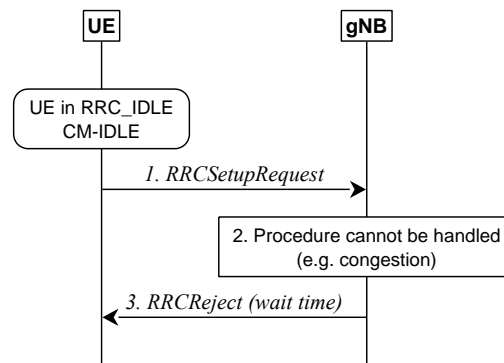 UE
gNB
UE in RRC_IDLE
CM-IDLE
1. RRCSetupRequest
2. Procedure cannot be handled
(e.g. congestion)
3. RRCReject (wait time)